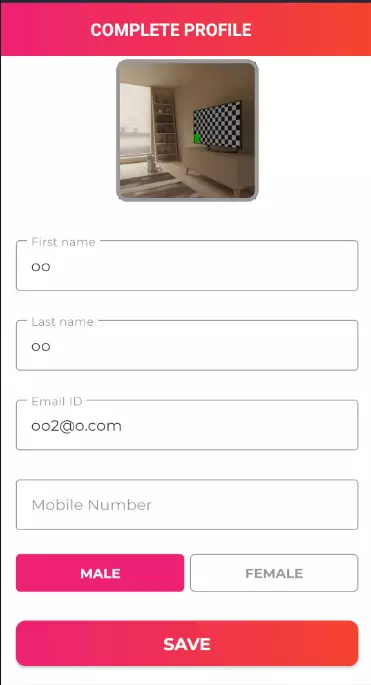 COMPLETE PROFILE
First name
oo
Last name
oo
Email ID
oo2@o.com
Mobile Number
MALE
FEMALE
SAVE